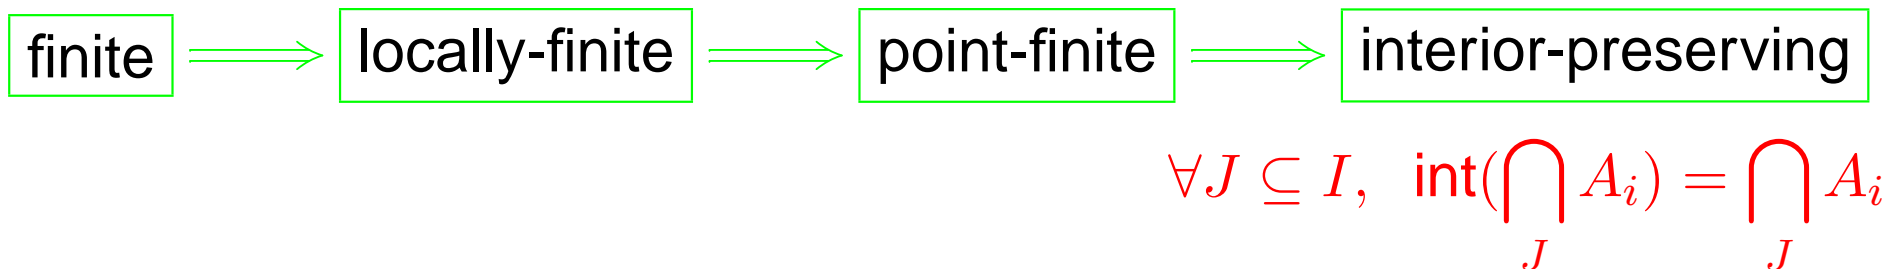 finite ⟹ locally-finite ⟹ point-finite ⟹ interior-preserving
∀J ⊆ I, int(⋂_J A_i) = ⋂_J A_i